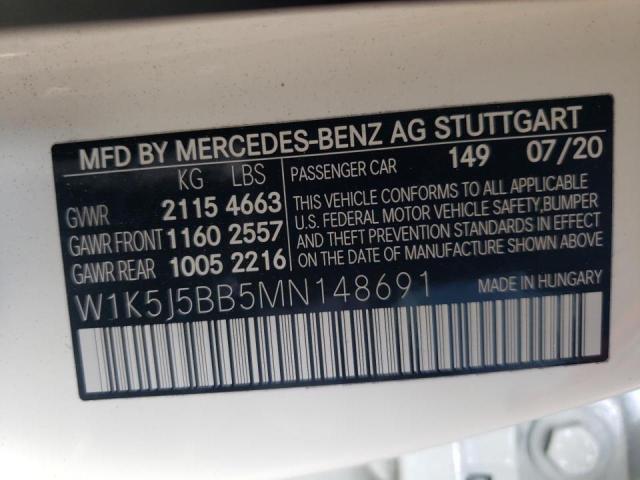 MFD BY MERCEDES-BENZ AG STUTTGART
KG LBS
PASSENGER CAR 149 07/20
GVWR 2115 4663
GAWR FRONT 1160 2557
GAWR REAR 1005 2216
THIS VEHICLE CONFORMS TO ALL APPLICABLE
U.S. FEDERAL MOTOR VEHICLE SAFETY, BUMPER
AND THEFT PREVENTION STANDARDS IN EFFECT
ON THE DATE OF MANUFACTURE SHOWN ABOVE.
W1K5J5BB5MN148691
MADE IN HUNGARY